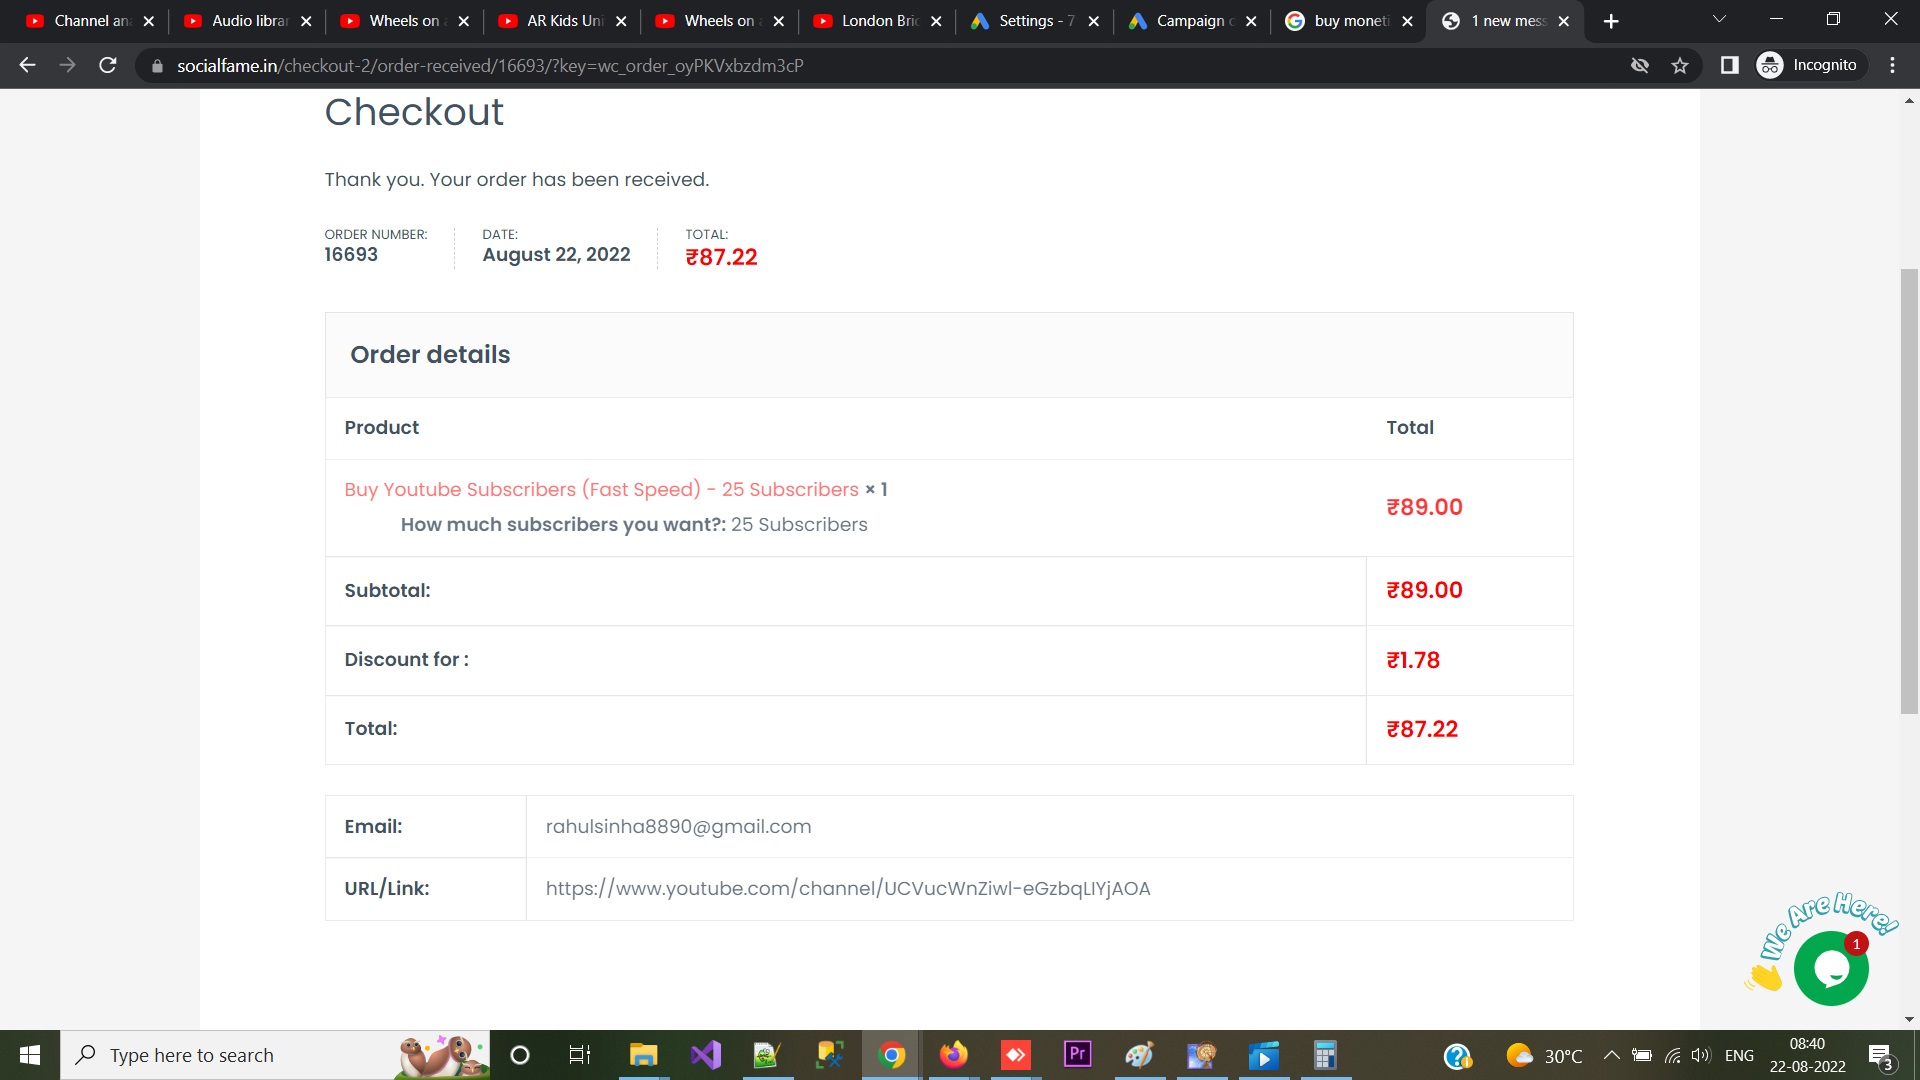 Channel an
Audio librar
Wheels on
AR Kids Uni
Wheels on
London Bri
Settings - 7
Campaign
buy moneti
1 new mess
socialfame.in/checkout-2/order-received/16693/?key=wc_order_oyPKVxbzdm3cP
Incognito
Checkout
Thank you. Your order has been received.
ORDER NUMBER:
16693
DATE:
August 22, 2022
TOTAL:
₹87.22
Order details
Product
Total
Buy Youtube Subscribers (Fast Speed) - 25 Subscribers × 1
How much subscribers you want?: 25 Subscribers
₹89.00
Subtotal:
₹89.00
Discount for :
₹1.78
Total:
₹87.22
Email:
rahulsinha8890@gmail.com
URL/Link:
https://www.youtube.com/channel/UCVucWnZiwl-eGzbqLIYjAOA
We Are Here!
1
Type here to search
Pr
30°C
ENG
08:40
22-08-2022
3